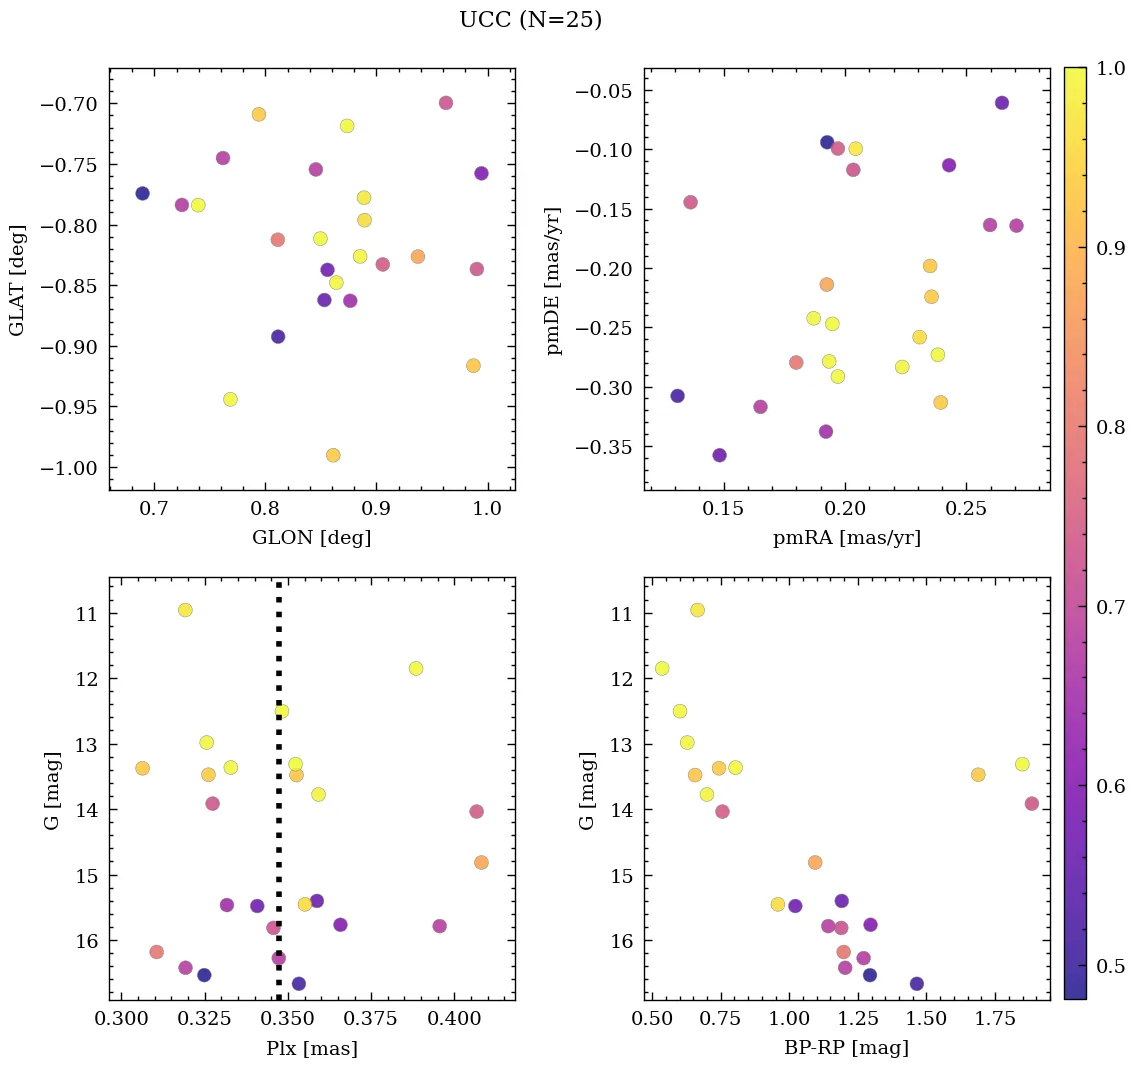 UCC (N=25)
−0.70
−0.75
−0.80
−0.85
−0.90
−0.95
−1.00
GLAT [deg]
0.7 0.8 0.9 1.0
GLON [deg]
−0.05
−0.10
−0.15
−0.20
−0.25
−0.30
−0.35
pmDE [mas/yr]
0.15 0.20 0.25
pmRA [mas/yr]
11
12
13
14
15
16
G [mag]
0.300 0.325 0.350 0.375 0.400
Plx [mas]
11
12
13
14
15
16
G [mag]
0.50 0.75 1.00 1.25 1.50 1.75
BP-RP [mag]
1.0
0.9
0.8
0.7
0.6
0.5